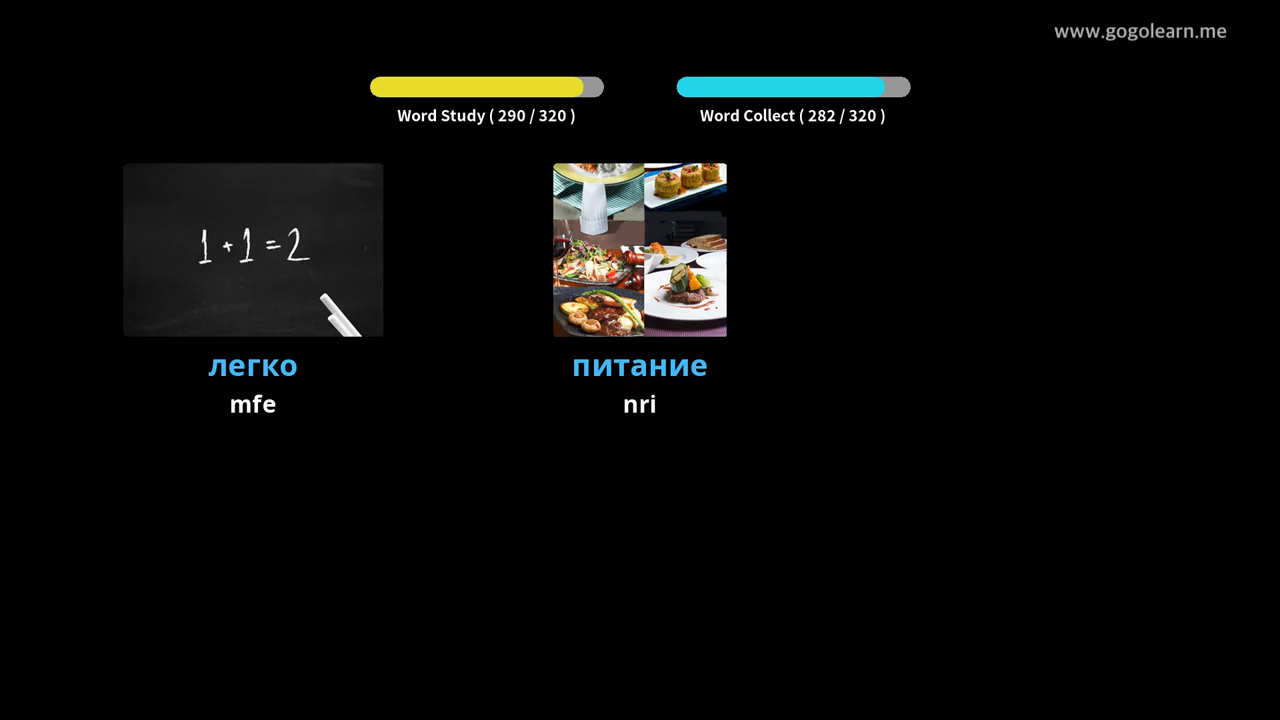 www.gogolearn.me
Word Study ( 290 / 320 )
Word Collect ( 282 / 320 )
1 + 1 = 2
легко
mfe
питание
nri